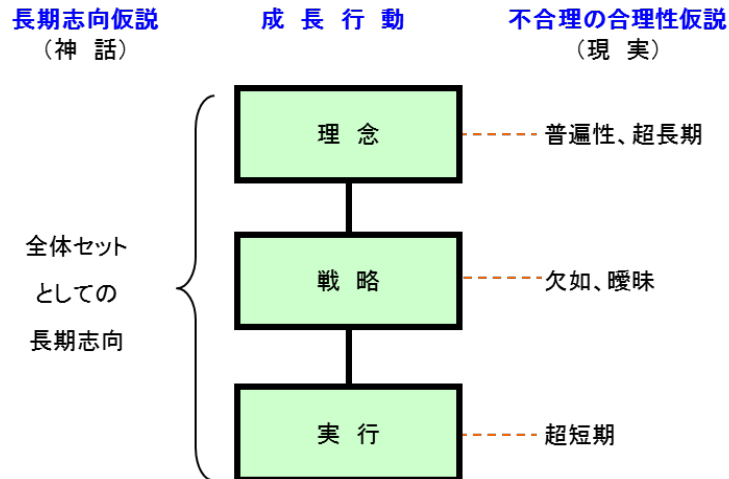 長期志向仮説
(神 話)
成 長 行 動
不合理の合理性仮説
(現 実)
理 念
普遍性、超長期
全体セット
としての
長期志向
戦 略
欠如、曖昧
実 行
超短期